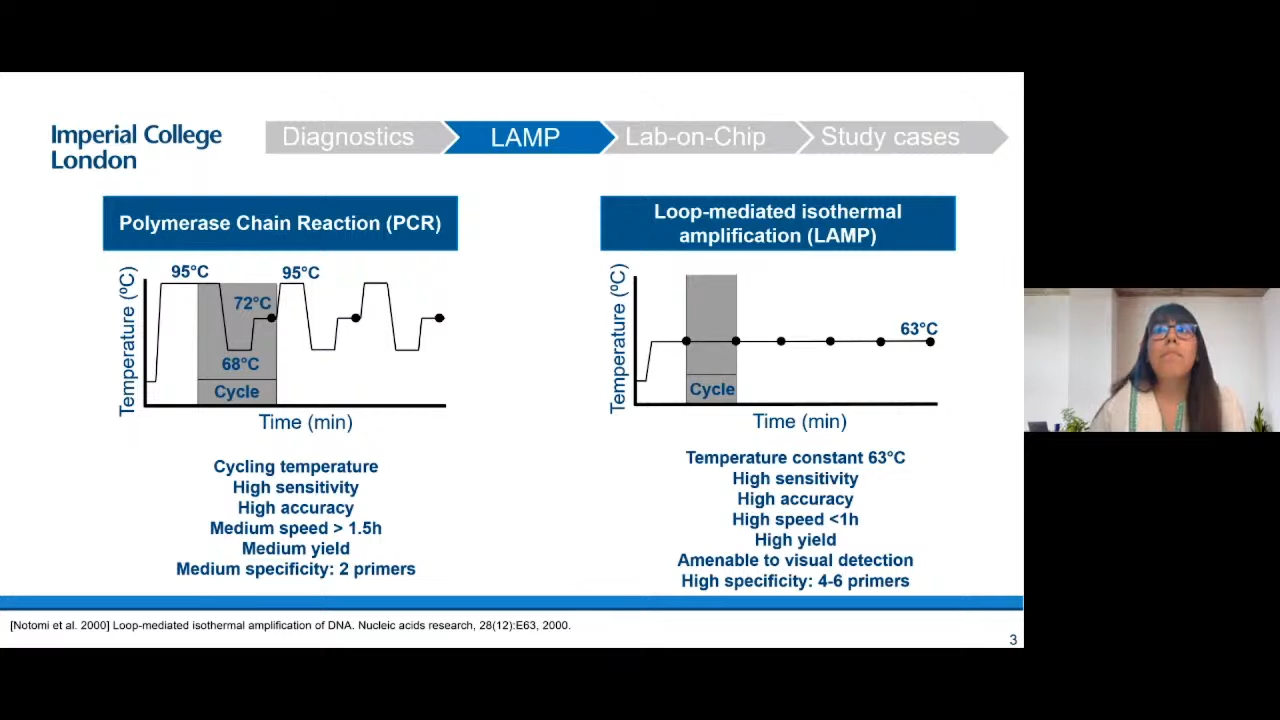 Imperial College
London
Diagnostics
LAMP
Lab-on-Chip
Study cases
Polymerase Chain Reaction (PCR)
Temperature (ºC)
95°C
95°C
72°C
68°C
Cycle
Time (min)
Cycling temperature
High sensitivity
High accuracy
Medium speed > 1.5h
Medium yield
Medium specificity: 2 primers
Loop-mediated isothermal
amplification (LAMP)
Temperature (ºC)
63°C
Cycle
Time (min)
Temperature constant 63°C
High sensitivity
High accuracy
High speed <1h
High yield
Amenable to visual detection
High specificity: 4-6 primers
[Notomi et al. 2000] Loop-mediated isothermal amplification of DNA. Nucleic acids research, 28(12):E63, 2000.
3